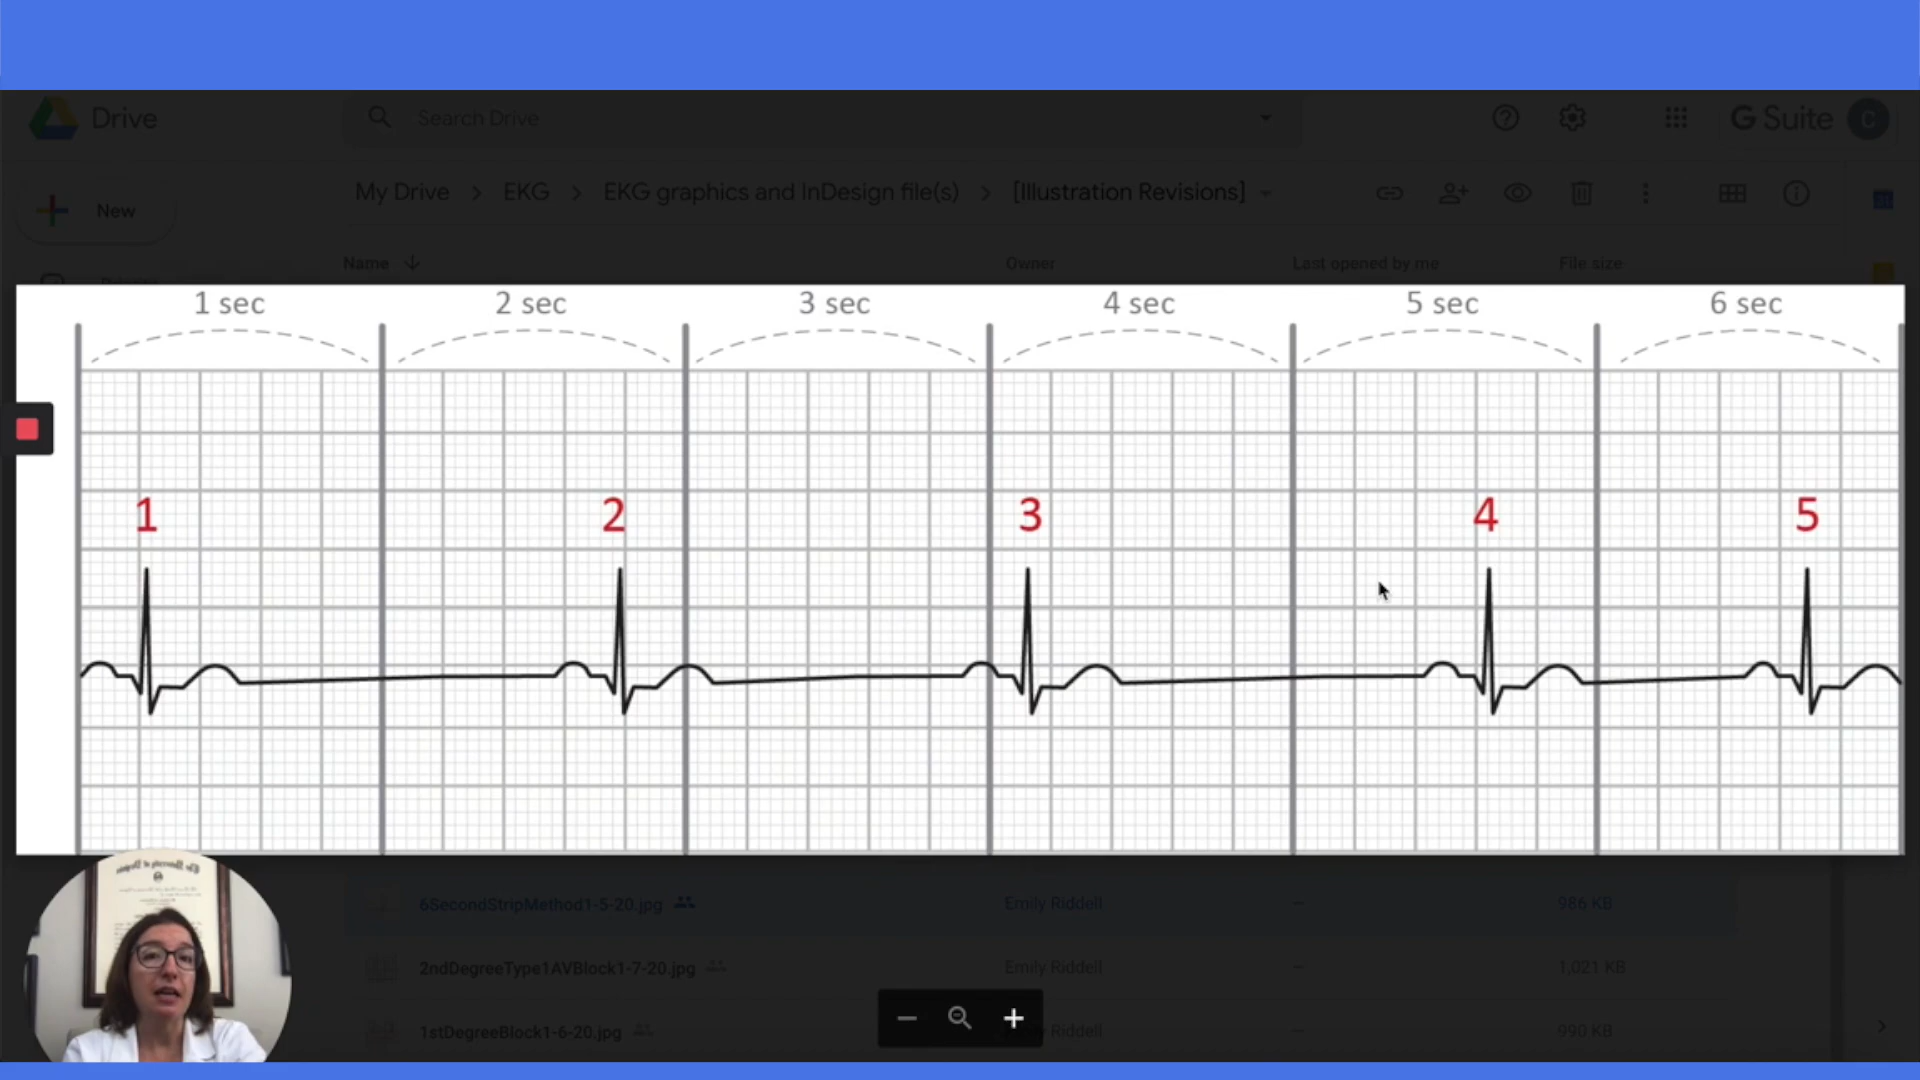 Drive
Search Drive
G Suite
C
New
My Drive > EKG > EKG graphics and InDesign file(s) > [Illustration Revisions]
Name
Owner
Last opened by me
File size
1 sec
2 sec
3 sec
4 sec
5 sec
6 sec
1
2
3
4
5
6SecondStripMethod1-5-20.jpg
Emily Riddell
–
986 KB
2ndDegreeType1AVBlock1-7-20.jpg
Emily Riddell
–
1,021 KB
1stDegreeBlock1-6-20.jpg
Riddell
–
990 KB